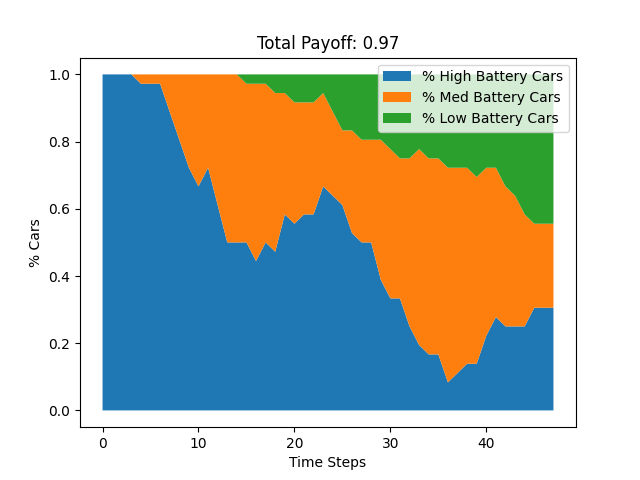 Total Payoff: 0.97
% High Battery Cars
% Med Battery Cars
% Low Battery Cars
1.0
0.8
0.6
0.4
0.2
0.0
% Cars
0 10 20 30 40
Time Steps